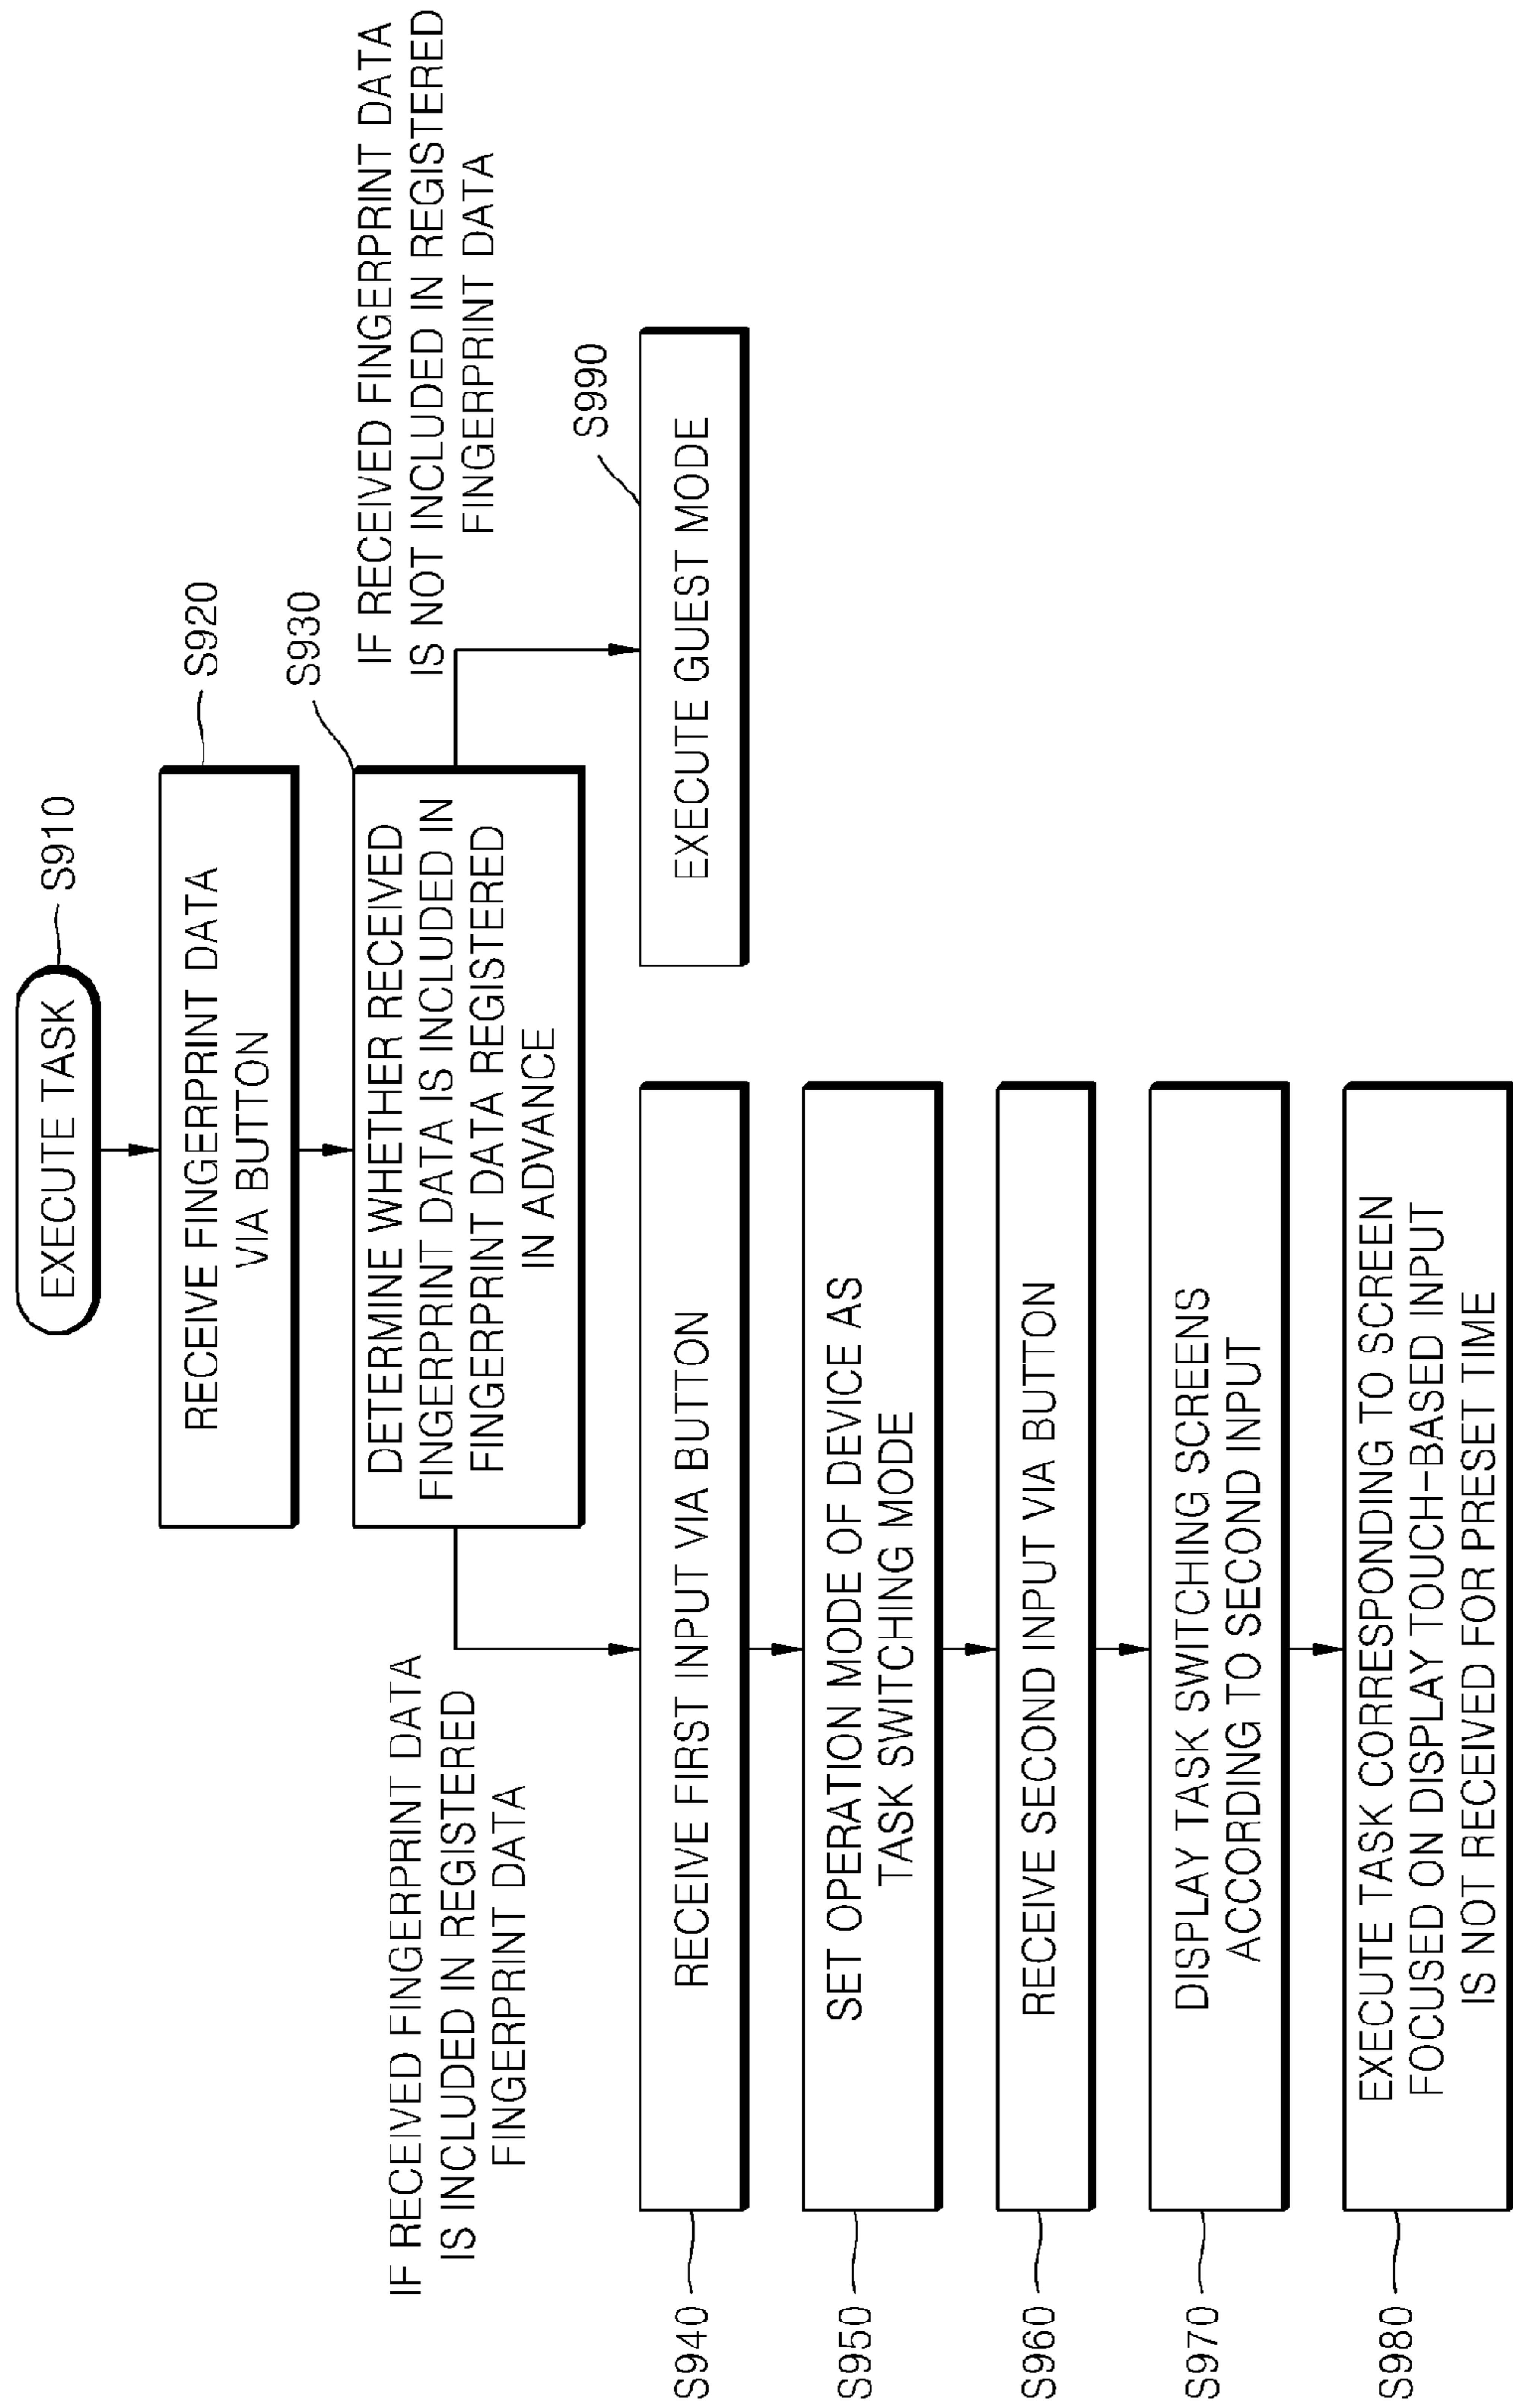 EXECUTE TASK
S910
RECEIVE FINGERPRINT DATA
VIA BUTTON
S920
DETERMINE WHETHER RECEIVED
FINGERPRINT DATA IS INCLUDED IN
FINGERPRINT DATA REGISTERED
IN ADVANCE
S930
IF RECEIVED FINGERPRINT DATA
IS INCLUDED IN REGISTERED
FINGERPRINT DATA
IF RECEIVED FINGERPRINT DATA
IS NOT INCLUDED IN REGISTERED
FINGERPRINT DATA
S940
RECEIVE FIRST INPUT VIA BUTTON
S990
EXECUTE GUEST MODE
S950
SET OPERATION MODE OF DEVICE AS
TASK SWITCHING MODE
S960
RECEIVE SECOND INPUT VIA BUTTON
S970
DISPLAY TASK SWITCHING SCREENS
ACCORDING TO SECOND INPUT
S980
EXECUTE TASK CORRESPONDING TO SCREEN
FOCUSED ON DISPLAY TOUCH-BASED INPUT
IS NOT RECEIVED FOR PRESET TIME